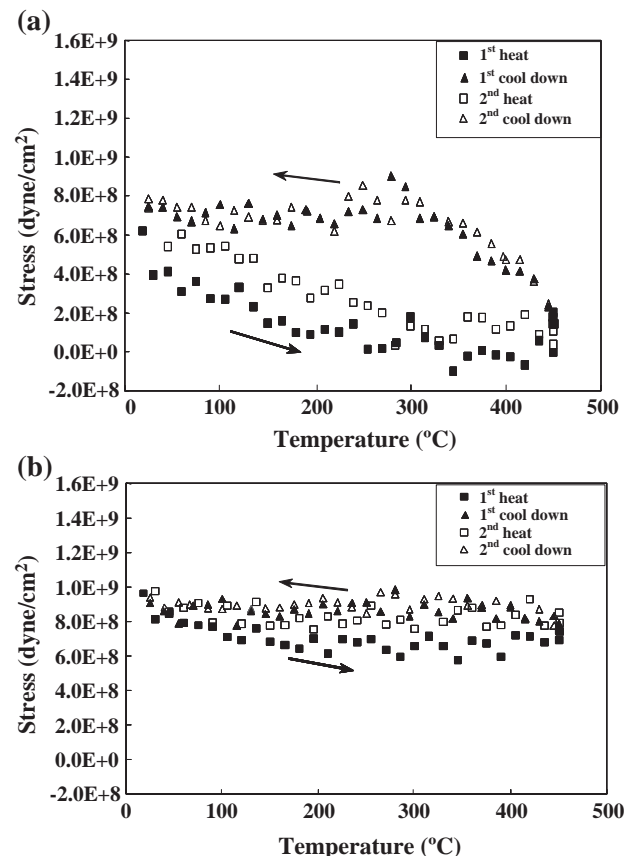 (a)
1.6E+9
1.4E+9
1.2E+9
1.0E+9
8.0E+8
6.0E+8
4.0E+8
2.0E+8
0.0E+0
-2.0E+8
Stress (dyne/cm²)
1st heat
1st cool down
2nd heat
2nd cool down
0 100 200 300 400 500
Temperature (ºC)
(b)
1.6E+9
1.4E+9
1.2E+9
1.0E+9
8.0E+8
6.0E+8
4.0E+8
2.0E+8
0.0E+0
-2.0E+8
Stress ((dyne/cm²)
1st heat
1st cool down
2nd heat
2nd cool down
0 100 200 300 400 500
Temperature (ºC)